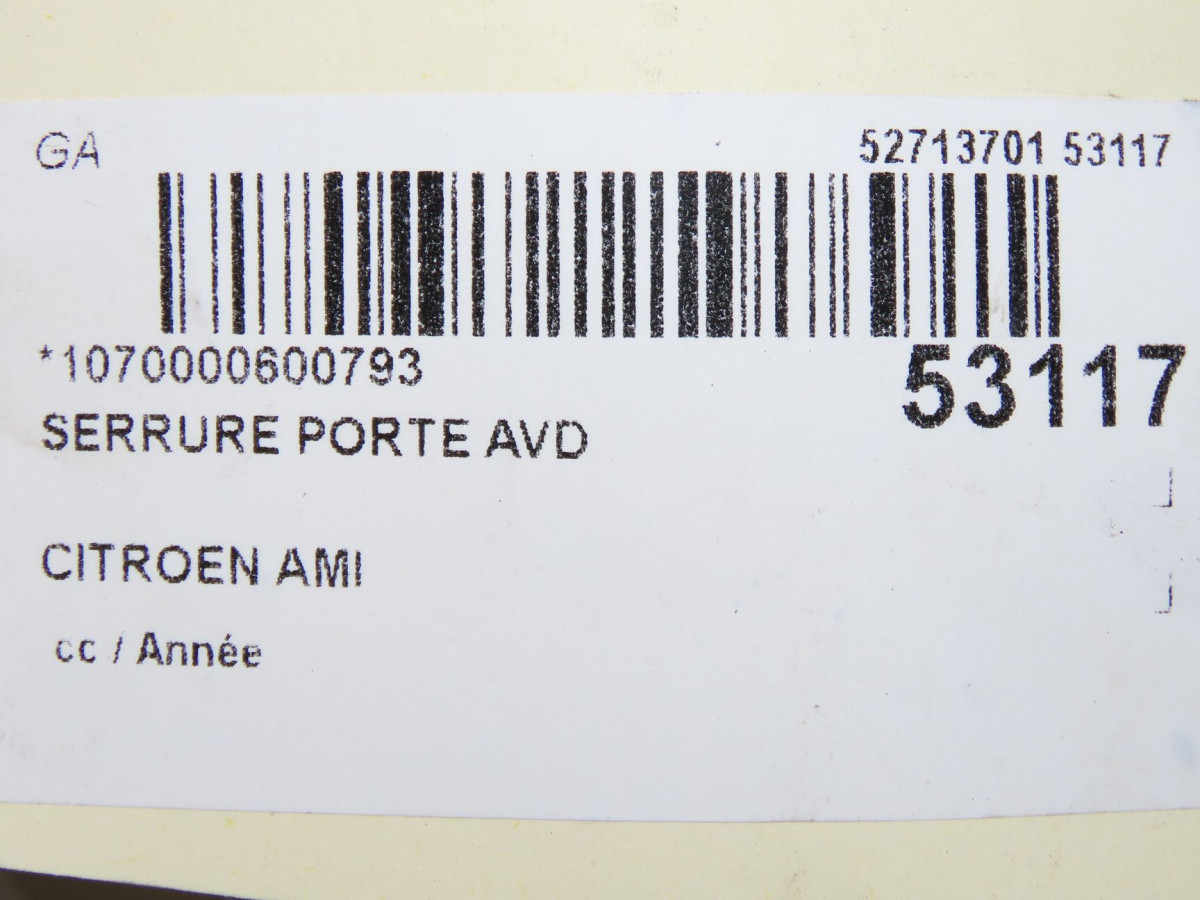 GA 52713701 53117
*1070000600793 53117
SERRURE PORTE AVD
CITROEN AMI
cc / Année